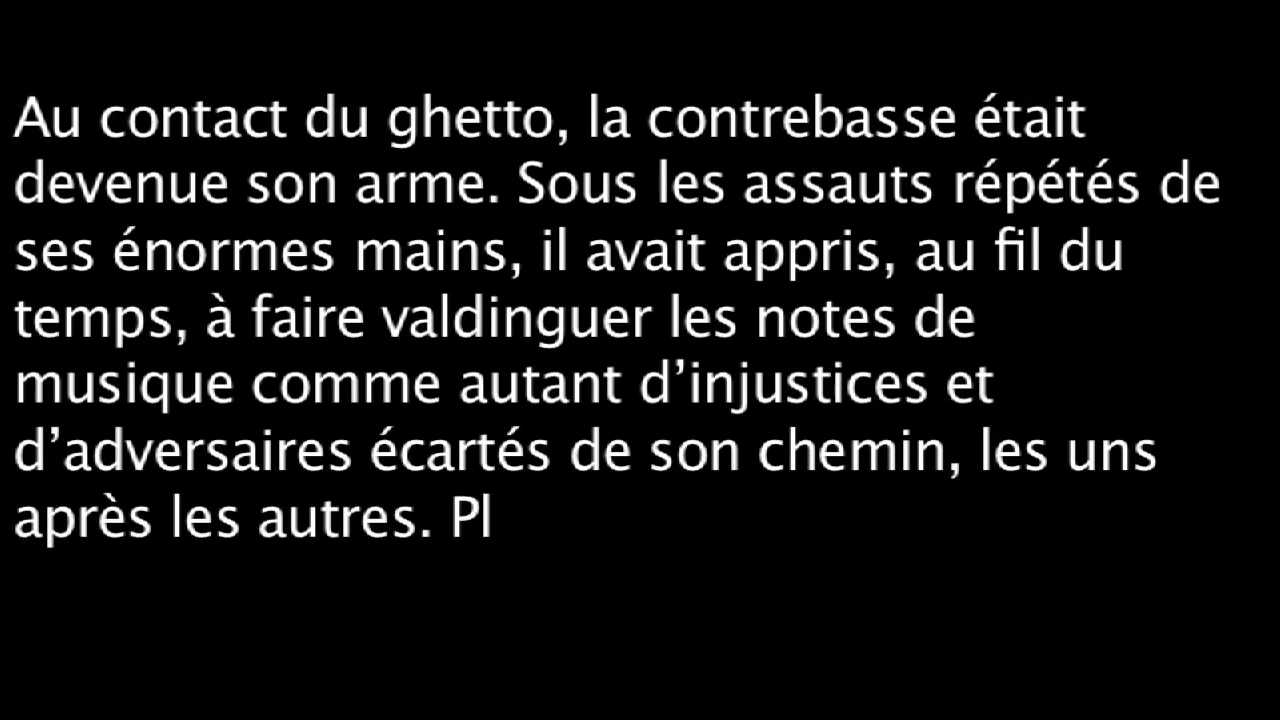 Au contact du ghetto, la contrebasse était
devenue son arme. Sous les assauts répétés de
ses énormes mains, il avait appris, au fil du
temps, à faire valdinguer les notes de
musique comme autant d’injustices et
d’adversaires écartés de son chemin, les uns
après les autres. Pl